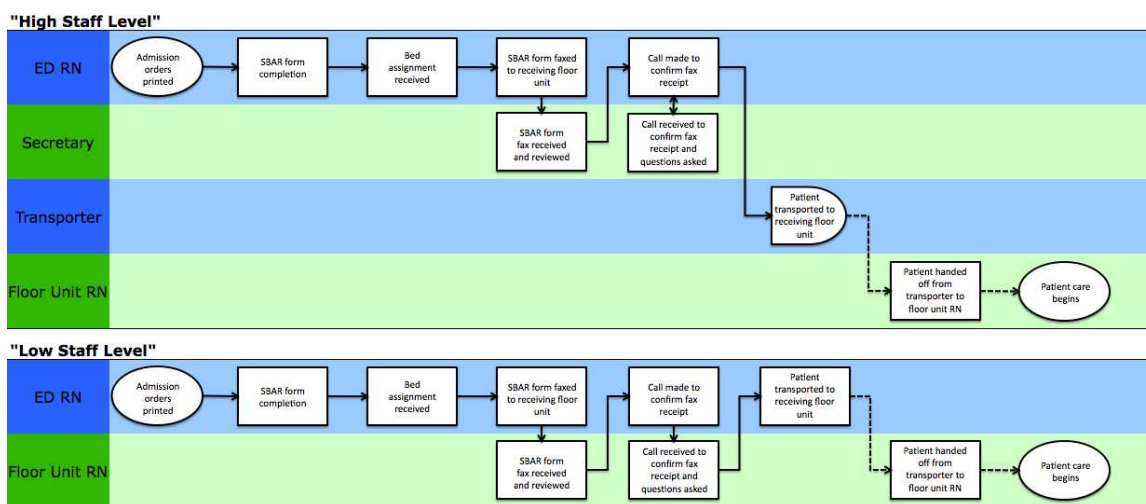 "High Staff Level"
ED RN
Admission
orders
printed
SBAR form
completion
Bed
assignment
received
SBAR form faxed
to receiving floor
unit
Call made to
confirm fax
receipt
Secretary
SBAR form
fax received
and reviewed
Call received to
confirm fax
receipt and
questions asked
Transporter
Patient
transported to
receiving floor
unit
Floor Unit RN
Patient handed
off from
transporter to
floor unit RN
Patient care
begins
"Low Staff Level"
ED RN
Admission
orders
printed
SBAR form
completion
Bed
assignment
received
SBAR form faxed
to receiving floor
unit
Call made to
confirm fax
receipt
Patient
transported to
receiving floor
unit
Floor Unit RN
SBAR form
fax received
and reviewed
Call received to
confirm fax
receipt and
questions asked
Patient handed
off from
transporter to
floor unit RN
Patient care
begins